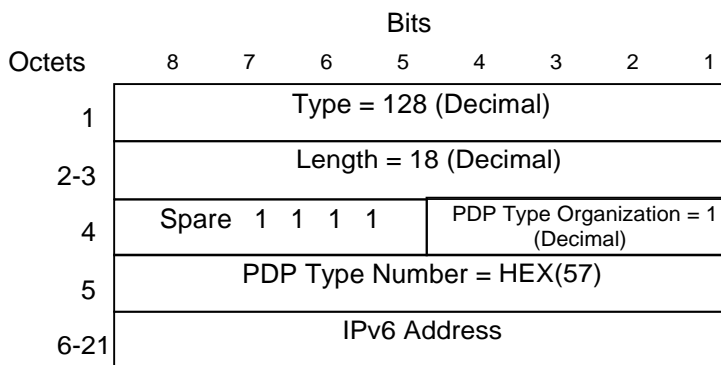 Bits
Octets 8 7 6 5 4 3 2 1
1 Type = 128 (Decimal)
2-3 Length = 18 (Decimal)
4 Spare 1 1 1 1 PDP Type Organization = 1
(Decimal)
5 PDP Type Number = HEX(57)
6-21 IPv6 Address